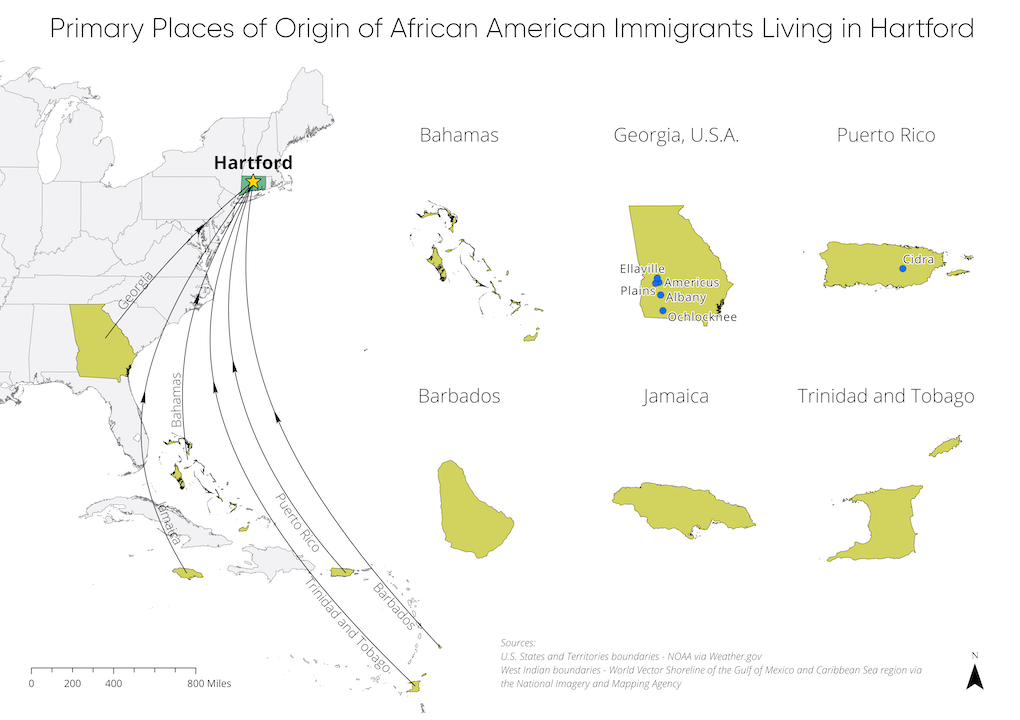 Primary Places of Origin of African American Immigrants Living in Hartford
Hartford
Georgia
Bahamas
Jamaica
Puerto Rico
Trinidad and Tobago
Barbados
0 200 400 800 Miles
Bahamas
Georgia, U.S.A.
Puerto Rico
Ellaville
Americus
Plains
Albany
Ochlocknee
Cidra
Barbados
Jamaica
Trinidad and Tobago
Sources:
U.S. States and Territories boundaries - NOAA via Weather.gov
West Indian boundaries - World Vector Shoreline of the Gulf of Mexico and Caribbean Sea region via
the National Imagery and Mapping Agency
N